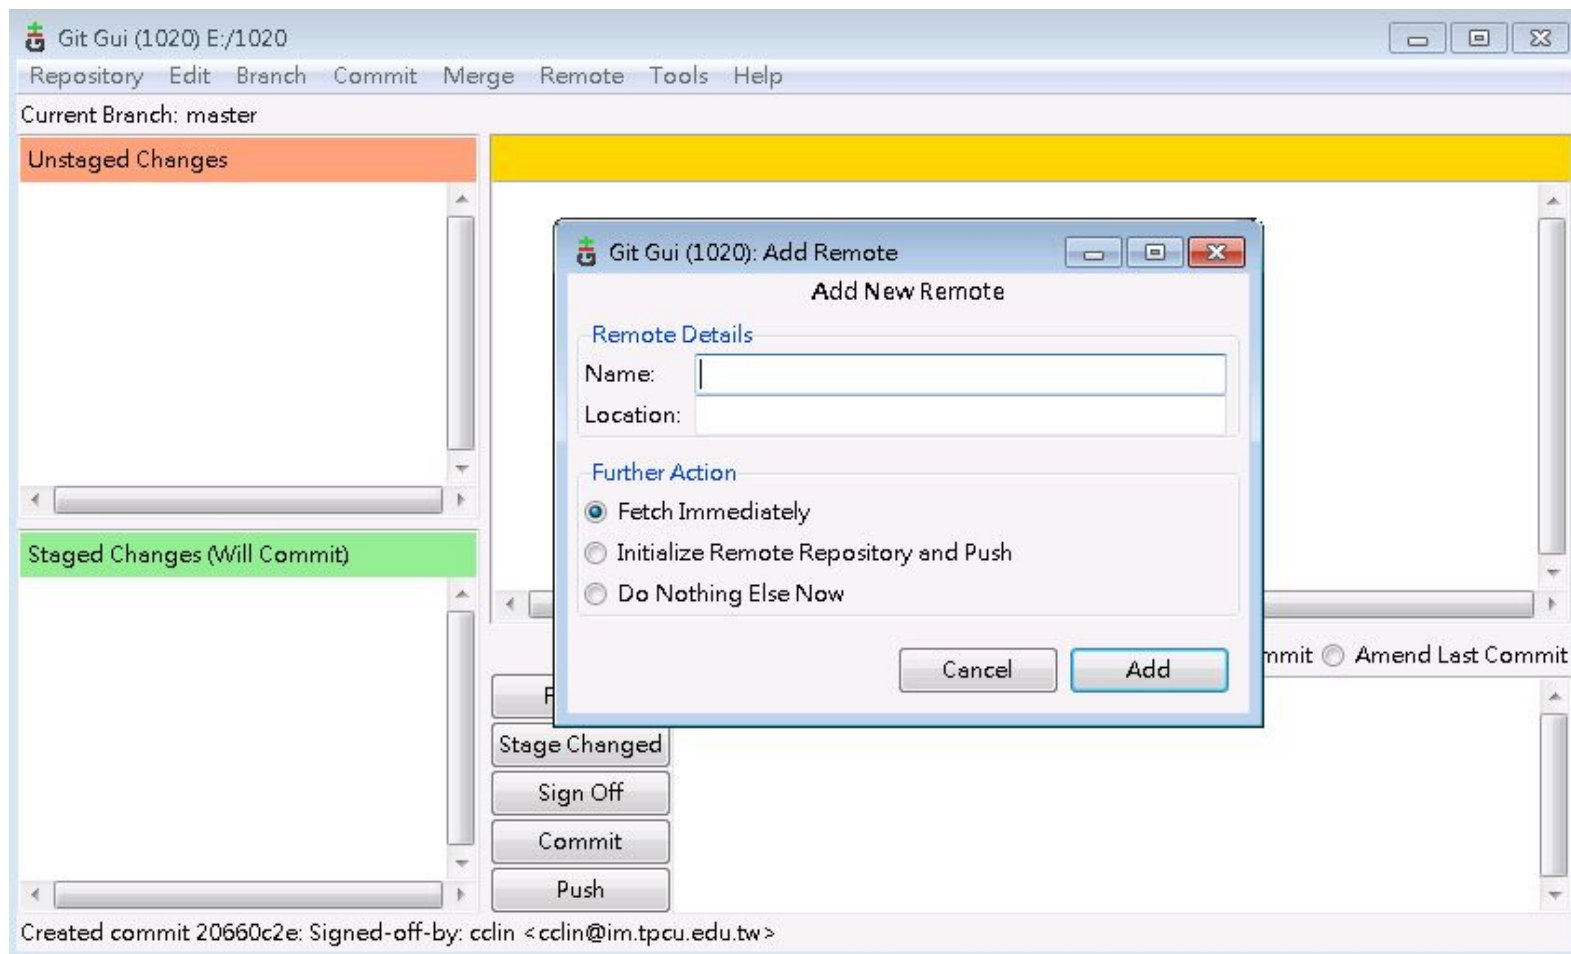 Git Gui (1020) E:/1020
Repository Edit Branch Commit Merge Remote Tools Help
Current Branch: master
Unstaged Changes
Git Gui (1020): Add Remote
Add New Remote
Remote Details
Name:
Location:
Further Action
Fetch Immediately
Initialize Remote Repository and Push
Do Nothing Else Now
Cancel Add
Staged Changes (Will Commit)
Amend Last Commit
Stage Changed
Sign Off
Commit
Push
Created commit 20660c2e: Signed-off-by: cclin <cclin@im.tpcu.edu.tw>